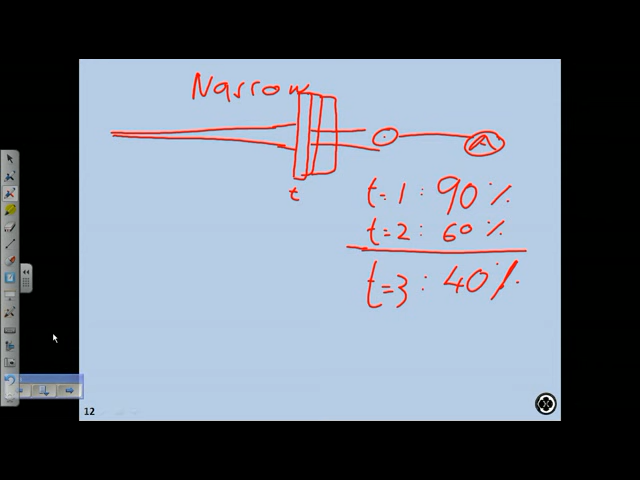 Narrow
A
t
t=1 : 90%
t=2 : 60%
t=3 : 40%
12